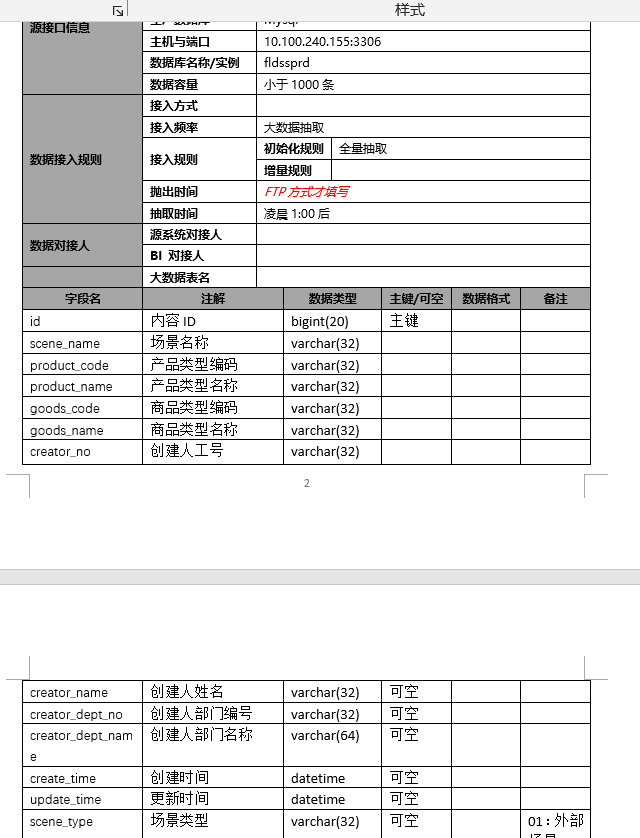 样式
源接口信息
主机与端口 10.100.240.155:3306
数据库名称/实例 fldssprd
数据容量 小于 1000 条
数据接入规则
接入方式
接入频率 大数据抽取
接入规则 初始化规则 全量抽取
增量规则
抛出时间 FTP 方式才填写
抽取时间 凌晨 1:00 后
数据对接人
源系统对接人
BI 对接人
大数据表名
字段名 注解 数据类型 主键/可空 数据格式 备注
id 内容 ID bigint(20) 主键
scene_name 场景名称 varchar(32)
product_code 产品类型编码 varchar(32)
product_name 产品类型名称 varchar(32)
goods_code 商品类型编码 varchar(32)
goods_name 商品类型名称 varchar(32)
creator_no 创建人工号 varchar(32)
2
creator_name 创建人姓名 varchar(32) 可空
creator_dept_no 创建人部门编号 varchar(32) 可空
creator_dept_nam 创建人部门名称 varchar(64) 可空
e
create_time 创建时间 datetime 可空
update_time 更新时间 datetime 可空
scene_type 场景类型 varchar(32) 可空 01：外部